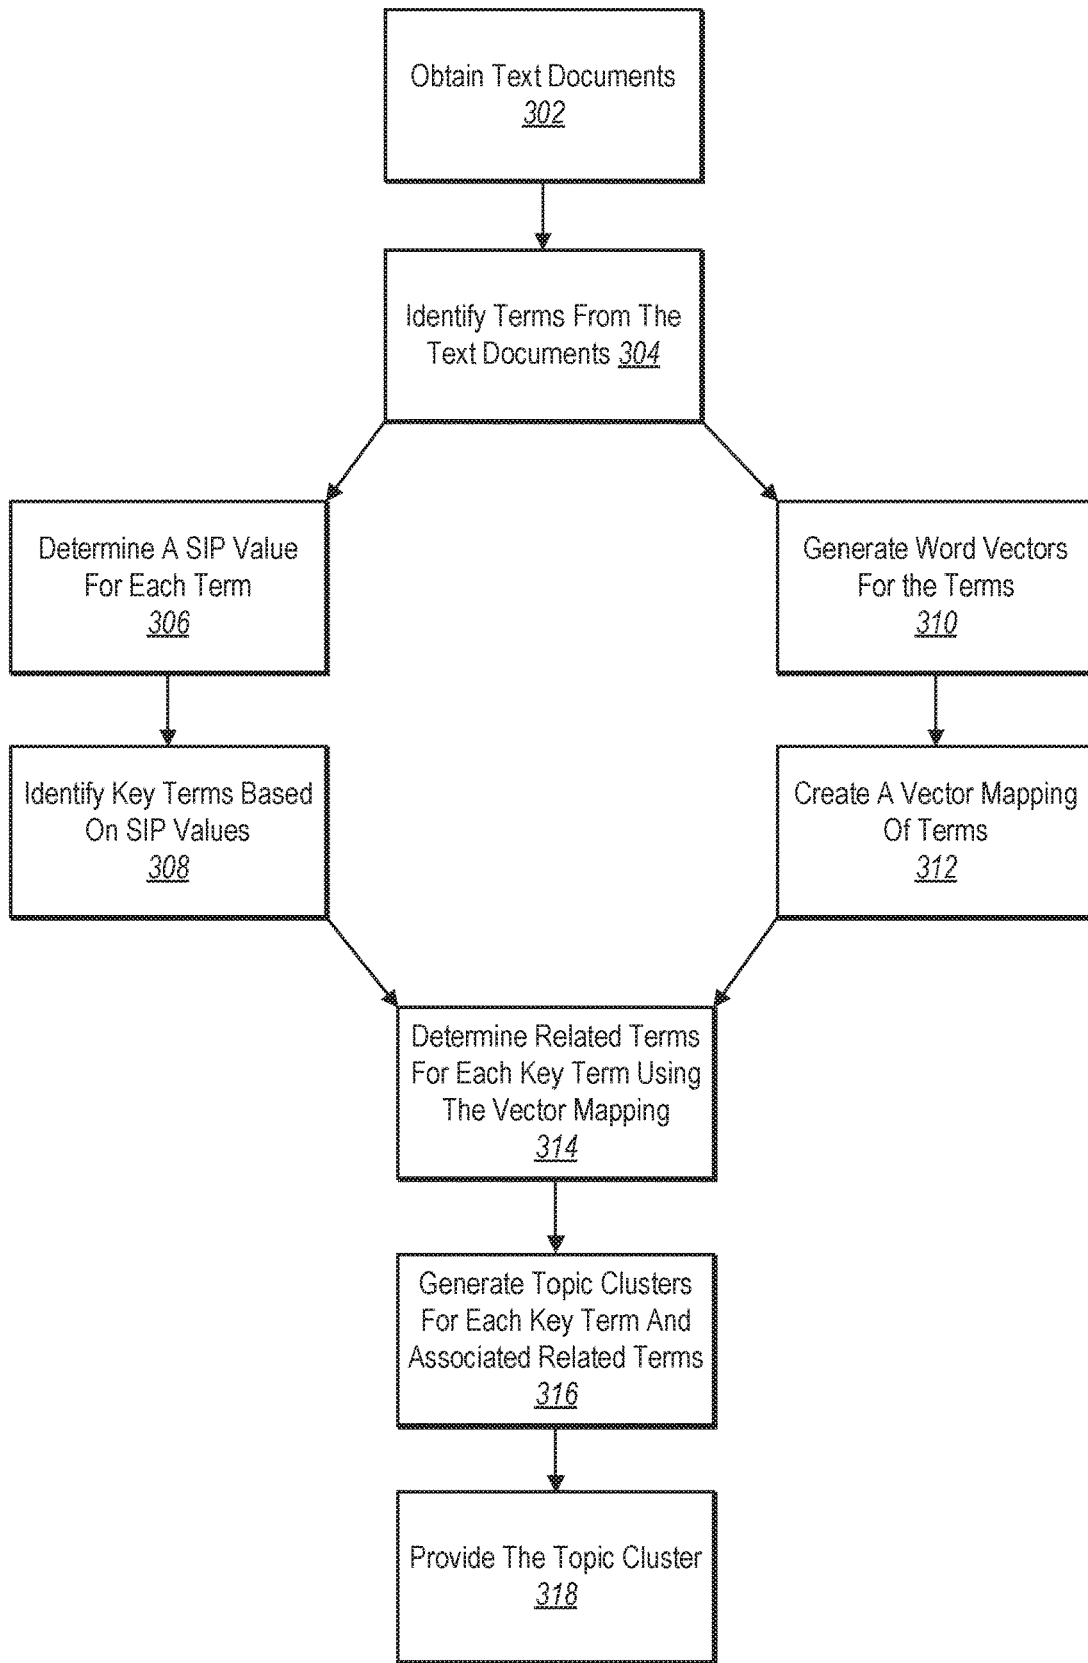 Obtain Text Documents
302
Identify Terms From The
Text Documents 304
Determine A SIP Value
For Each Term
306
Generate Word Vectors
For the Terms
310
Identify Key Terms Based
On SIP Values
308
Create A Vector Mapping
Of Terms
312
Determine Related Terms
For Each Key Term Using
The Vector Mapping
314
Generate Topic Clusters
For Each Key Term And
Associated Related Terms
316
Provide The Topic Cluster
318